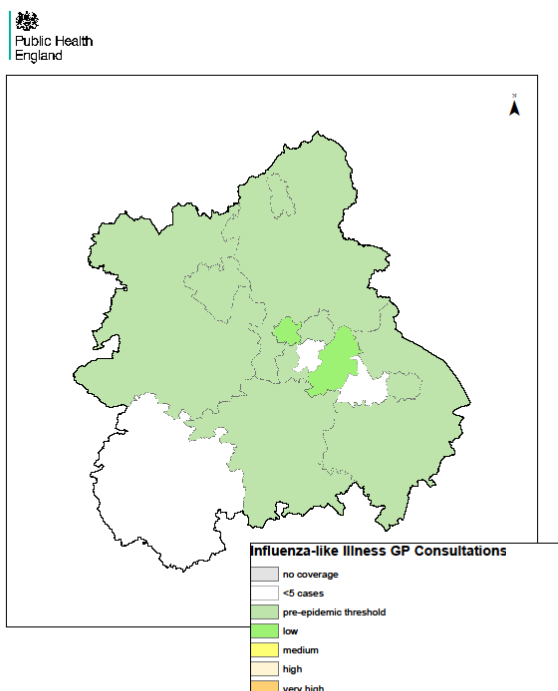 Public Health
England
N
Influenza-like Illness GP Consultations
no coverage
<5 cases
pre-epidemic threshold
low
medium
high
very high